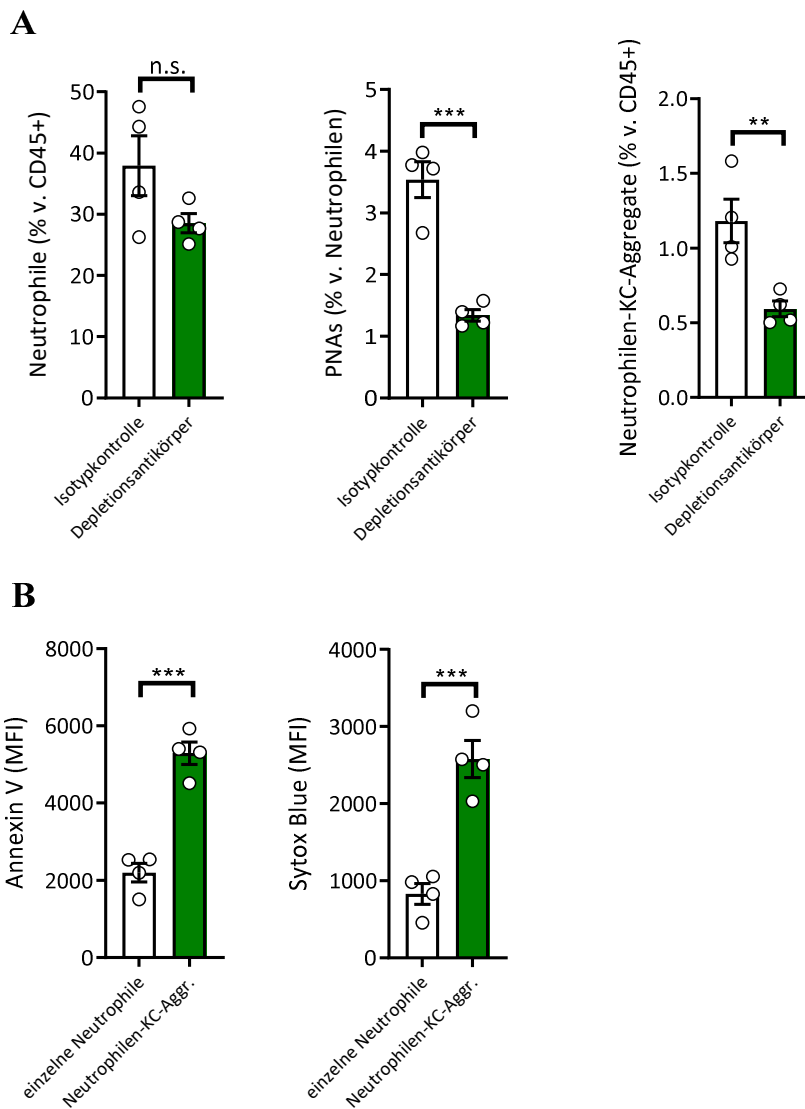 A
Neutrophile (% v. CD45+)
50
40
30
20
10
0
n.s.
Isotypkontrolle
Depletionsantikörper
PNAs (% v. Neutrophilen)
5
4
3
2
1
0
***
Isotypkontrolle
Depletionsantikörper
Neutrophilen-KC-Aggregate (% v. CD45+)
2.0
1.5
1.0
0.5
0.0
**
Isotypkontrolle
Depletionsantikörper
B
Annexin V (MFI)
8000
6000
4000
2000
0
***
einzelne Neutrophile
Neutrophilen-KC-Aggr.
Sytox Blue (MFI)
4000
3000
2000
1000
0
***
einzelne Neutrophile
Neutrophilen-KC-Aggr.